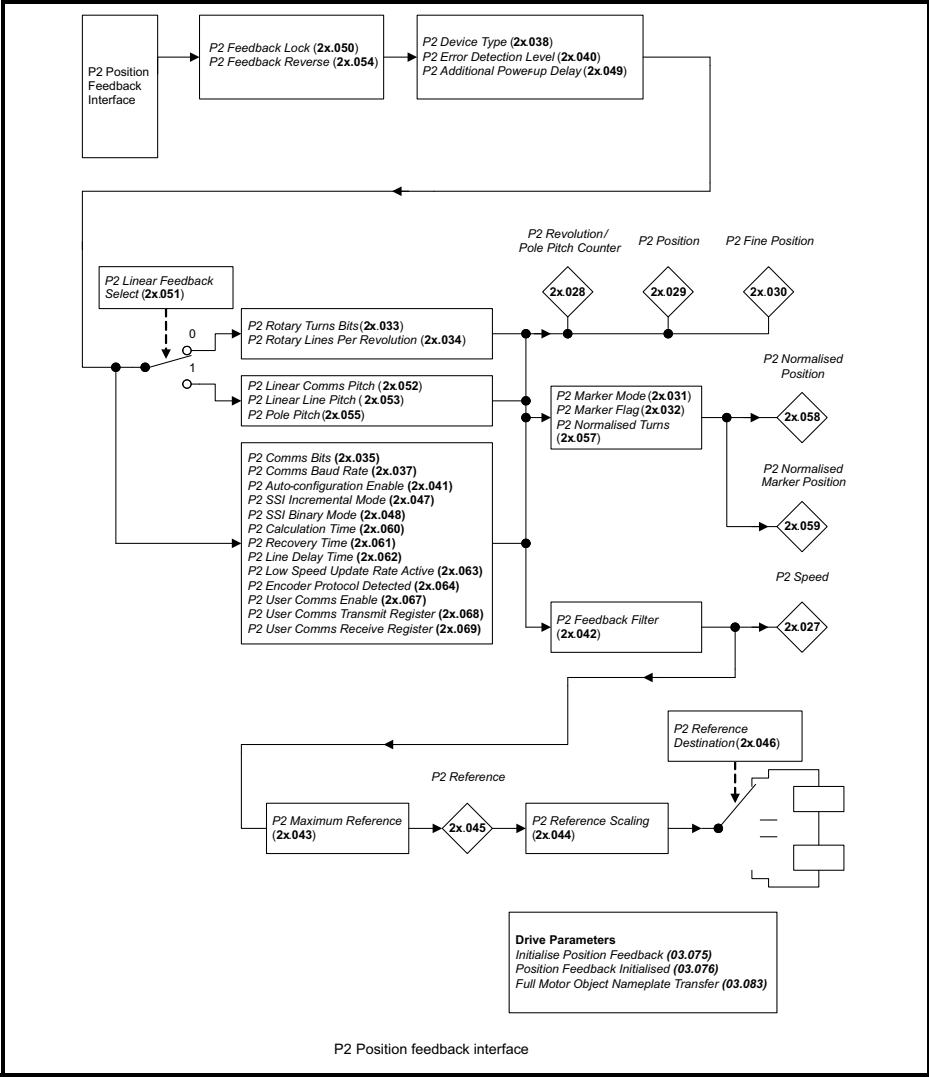 P2 Position
Feedback
Interface
P2 Feedback Lock (2x.050)
P2 Feedback Reverse (2x.054)
P2 Device Type (2x.038)
P2 Error Detection Level (2x.040)
P2 Additional Power-up Delay (2x.049)
P2 Revolution/
Pole Pitch Counter
P2 Position
P2 Fine Position
2x.028
2x.029
2x.030
P2 Linear Feedback
Select (2x.051)
0
1
P2 Rotary Turns Bits (2x.033)
P2 Rotary Lines Per Revolution (2x.034)
P2 Linear Comms Pitch (2x.052)
P2 Linear Line Pitch (2x.053)
P2 Pole Pitch (2x.055)
P2 Marker Mode (2x.031)
P2 Marker Flag (2x.032)
P2 Normalised Turns
(2x.057)
P2 Normalised
Position
2x.058
P2 Normalised
Marker Position
2x.059
P2 Comms Bits (2x.035)
P2 Comms Baud Rate (2x.037)
P2 Auto-configuration Enable (2x.041)
P2 SSI Incremental Mode (2x.047)
P2 SSI Binary Mode (2x.048)
P2 Calculation Time (2x.060)
P2 Recovery Time (2x.061)
P2 Line Delay Time (2x.062)
P2 Low Speed Update Rate Active (2x.063)
P2 Encoder Protocol Detected (2x.064)
P2 User Comms Enable (2x.067)
P2 User Comms Transmit Register (2x.068)
P2 User Comms Receive Register (2x.069)
P2 Speed
P2 Feedback Filter
(2x.042)
2x.027
P2 Reference
Destination (2x.046)
P2 Reference
P2 Maximum Reference
(2x.043)
2x.045
P2 Reference Scaling
(2x.044)
Drive Parameters
Initialise Position Feedback (03.075)
Position Feedback Initialised (03.076)
Full Motor Object Nameplate Transfer (03.083)
P2 Position feedback interface